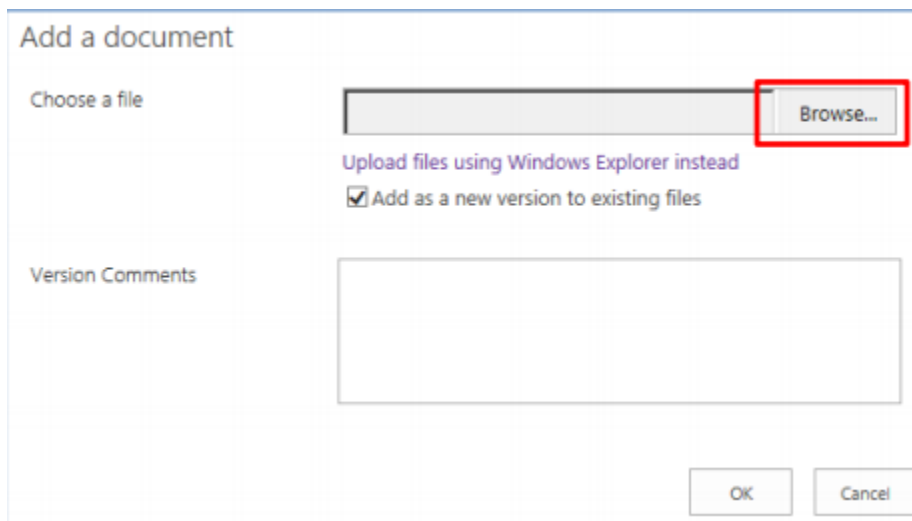 Add a document
Choose a file
Browse...
Upload files using Windows Explorer instead
Add as a new version to existing files
Version Comments
OK
Cancel